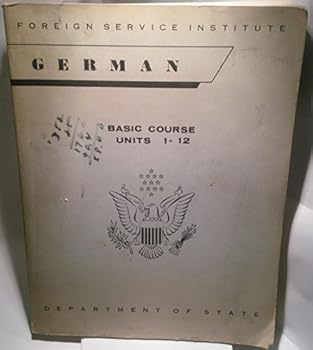 FOREIGN SERVICE INSTITUTE
GERMAN
BASIC COURSE
UNITS 1-12
DEPARTMENT OF STATE